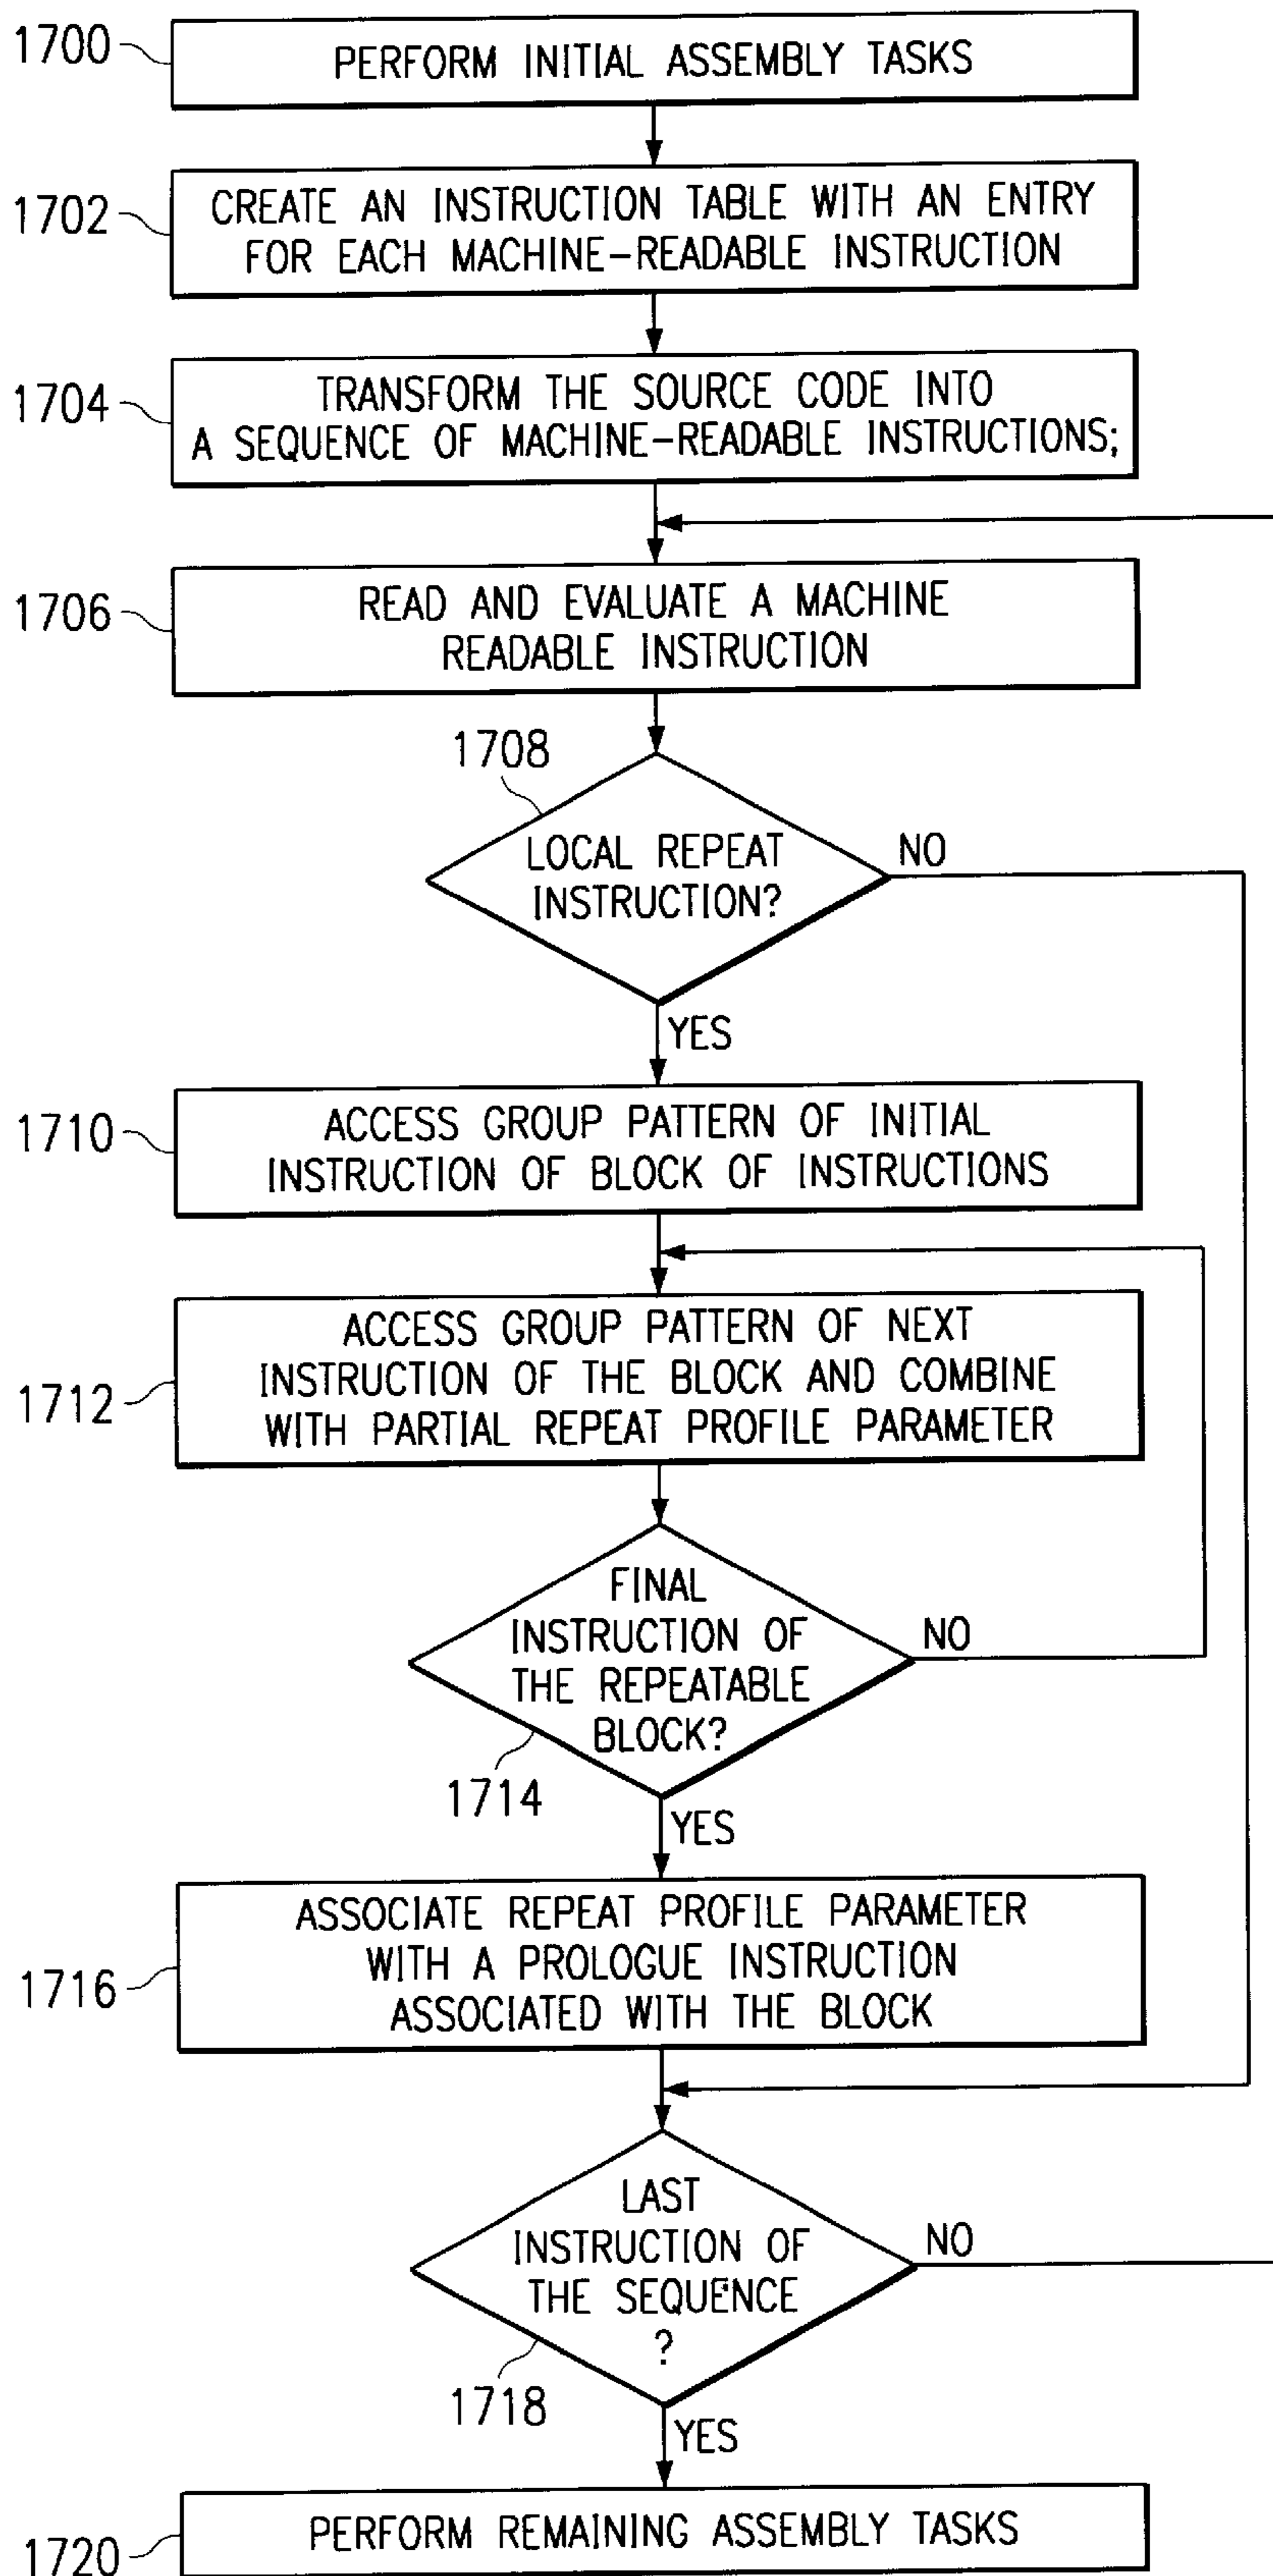 1700
PERFORM INITIAL ASSEMBLY TASKS
1702
CREATE AN INSTRUCTION TABLE WITH AN ENTRY
FOR EACH MACHINE-READABLE INSTRUCTION
1704
TRANSFORM THE SOURCE CODE INTO
A SEQUENCE OF MACHINE-READABLE INSTRUCTIONS;
1706
READ AND EVALUATE A MACHINE
READABLE INSTRUCTION
1708
LOCAL REPEAT
INSTRUCTION?
NO
YES
1710
ACCESS GROUP PATTERN OF INITIAL
INSTRUCTION OF BLOCK OF INSTRUCTIONS
1712
ACCESS GROUP PATTERN OF NEXT
INSTRUCTION OF THE BLOCK AND COMBINE
WITH PARTIAL REPEAT PROFILE PARAMETER
FINAL
INSTRUCTION OF
THE REPEATABLE
BLOCK?
NO
1714
YES
1716
ASSOCIATE REPEAT PROFILE PARAMETER
WITH A PROLOGUE INSTRUCTION
ASSOCIATED WITH THE BLOCK
LAST
INSTRUCTION OF
THE SEQUENCE
?
NO
1718
YES
1720
PERFORM REMAINING ASSEMBLY TASKS